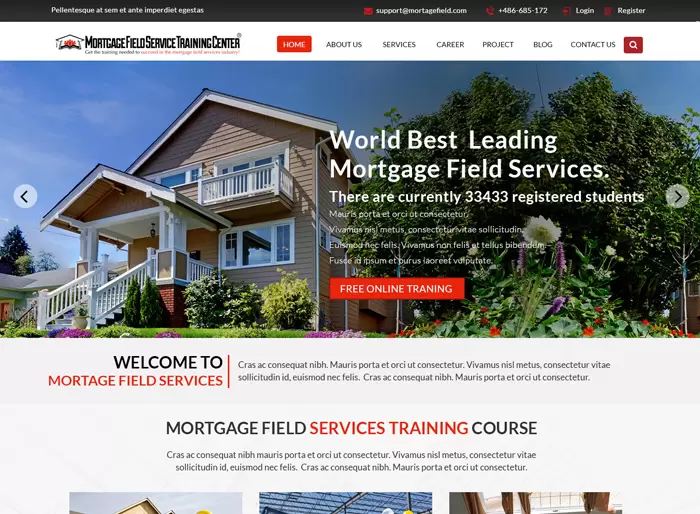 Pellentesque at sem et ante imperdiet egestas
support@mortagefield.com
+486-685-172
Login
Register
MORTGAGE FIELD SERVICE TRAINING CENTER®
Get the training needed to succeed in the mortgage field services industry!
HOME
ABOUT US
SERVICES
CAREER
PROJECT
BLOG
CONTACT US
World Best Leading
Mortgage Field Services.
There are currently 33433 registered students
Mauris porta et orci ut consectetur.
Vivamus nisl metus, consectetur vitae sollicitudin.
Euismod nec felis. Vivamus non felis et tellus bibendum
Fusce id ipsum et purus laoreet vulputate.
FREE ONLINE TRANING
WELCOME TO
MORTAGE FIELD SERVICES
Cras ac consequat nibh. Mauris porta et orci ut consectetur. Vivamus nisl metus, consectetur vitae
sollicitudin id, euismod nec felis. Cras ac consequat nibh. Mauris porta et orci ut consectetur.
MORTGAGE FIELD SERVICES TRAINING COURSE
Cras ac consequat nibh mauris porta et orci ut consectetur. Vivamus nisl metus, consectetur vitae
sollicitudin id, euismod nec felis. Cras ac consequat nibh. Mauris porta et orci ut consectetur.